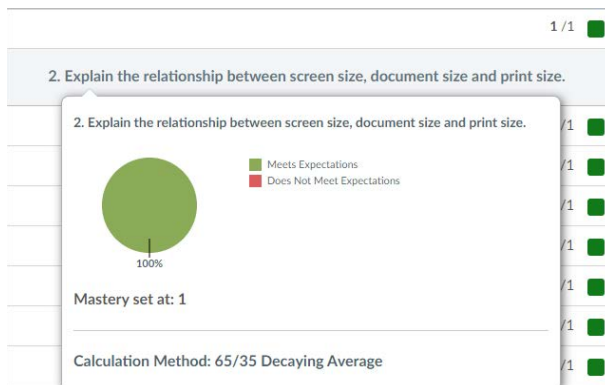 1 /1
2. Explain the relationship between screen size, document size and print size.
2. Explain the relationship between screen size, document size and print size.
/1
Meets Expectations
/1
Does Not Meet Expectations
/1
/1
100%
/1
Mastery set at: 1
/1
Calculation Method: 65/35 Decaying Average
/1